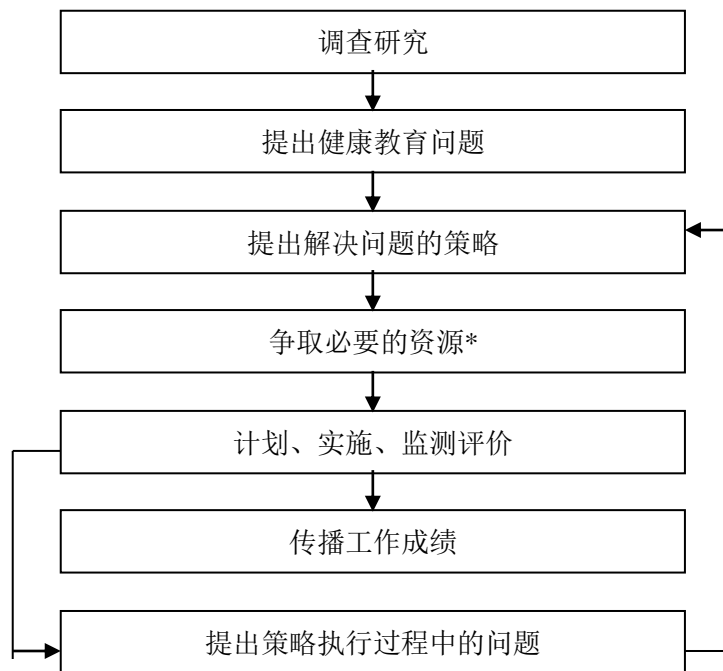 调查研究
提出健康教育问题
提出解决问题的策略
争取必要的资源*
计划、实施、监测评价
传播工作成绩
提出策略执行过程中的问题